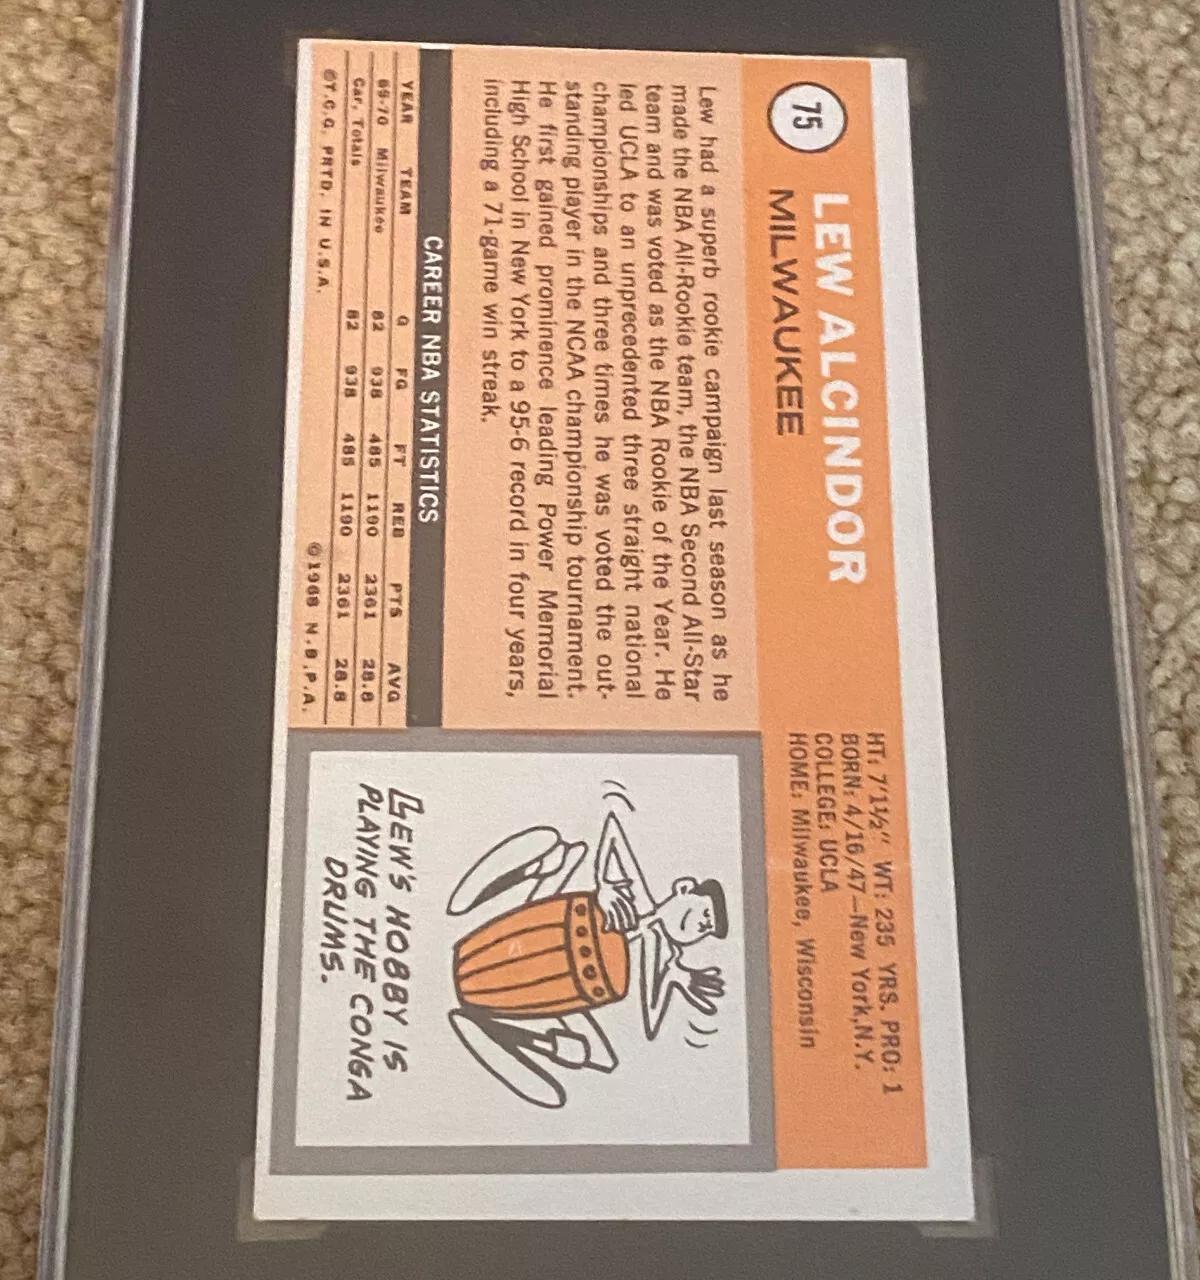 75
LEW ALCINDOR
MILWAUKEE
HT: 7'1½" WT: 235 YRS. PRO: 1
BORN: 4/16/47—New York,N.Y.
COLLEGE: UCLA
HOME: Milwaukee, Wisconsin
Lew had a superb rookie campaign last season as he
made the NBA All-Rookie team, the NBA Second All-Star
team and was voted as the NBA Rookie of the Year. He
led UCLA to an unprecedented three straight national
championships and three times he was voted the out-
standing player in the NCAA championship tournament.
He first gained prominence leading Power Memorial
High School in New York to a 95-6 record in four years,
including a 71-game win streak.
CAREER NBA STATISTICS
YEAR TEAM G FG FT REB PTS AVG
69-70 Milwaukee 82 938 485 1190 2361 28.8
Car. Totals 82 938 485 1190 2361 28.8
©T.C.G. PRTD. IN U.S.A. ©1968 N.B.P.A.
LEW'S HOBBY IS
PLAYING THE CONGA
DRUMS.